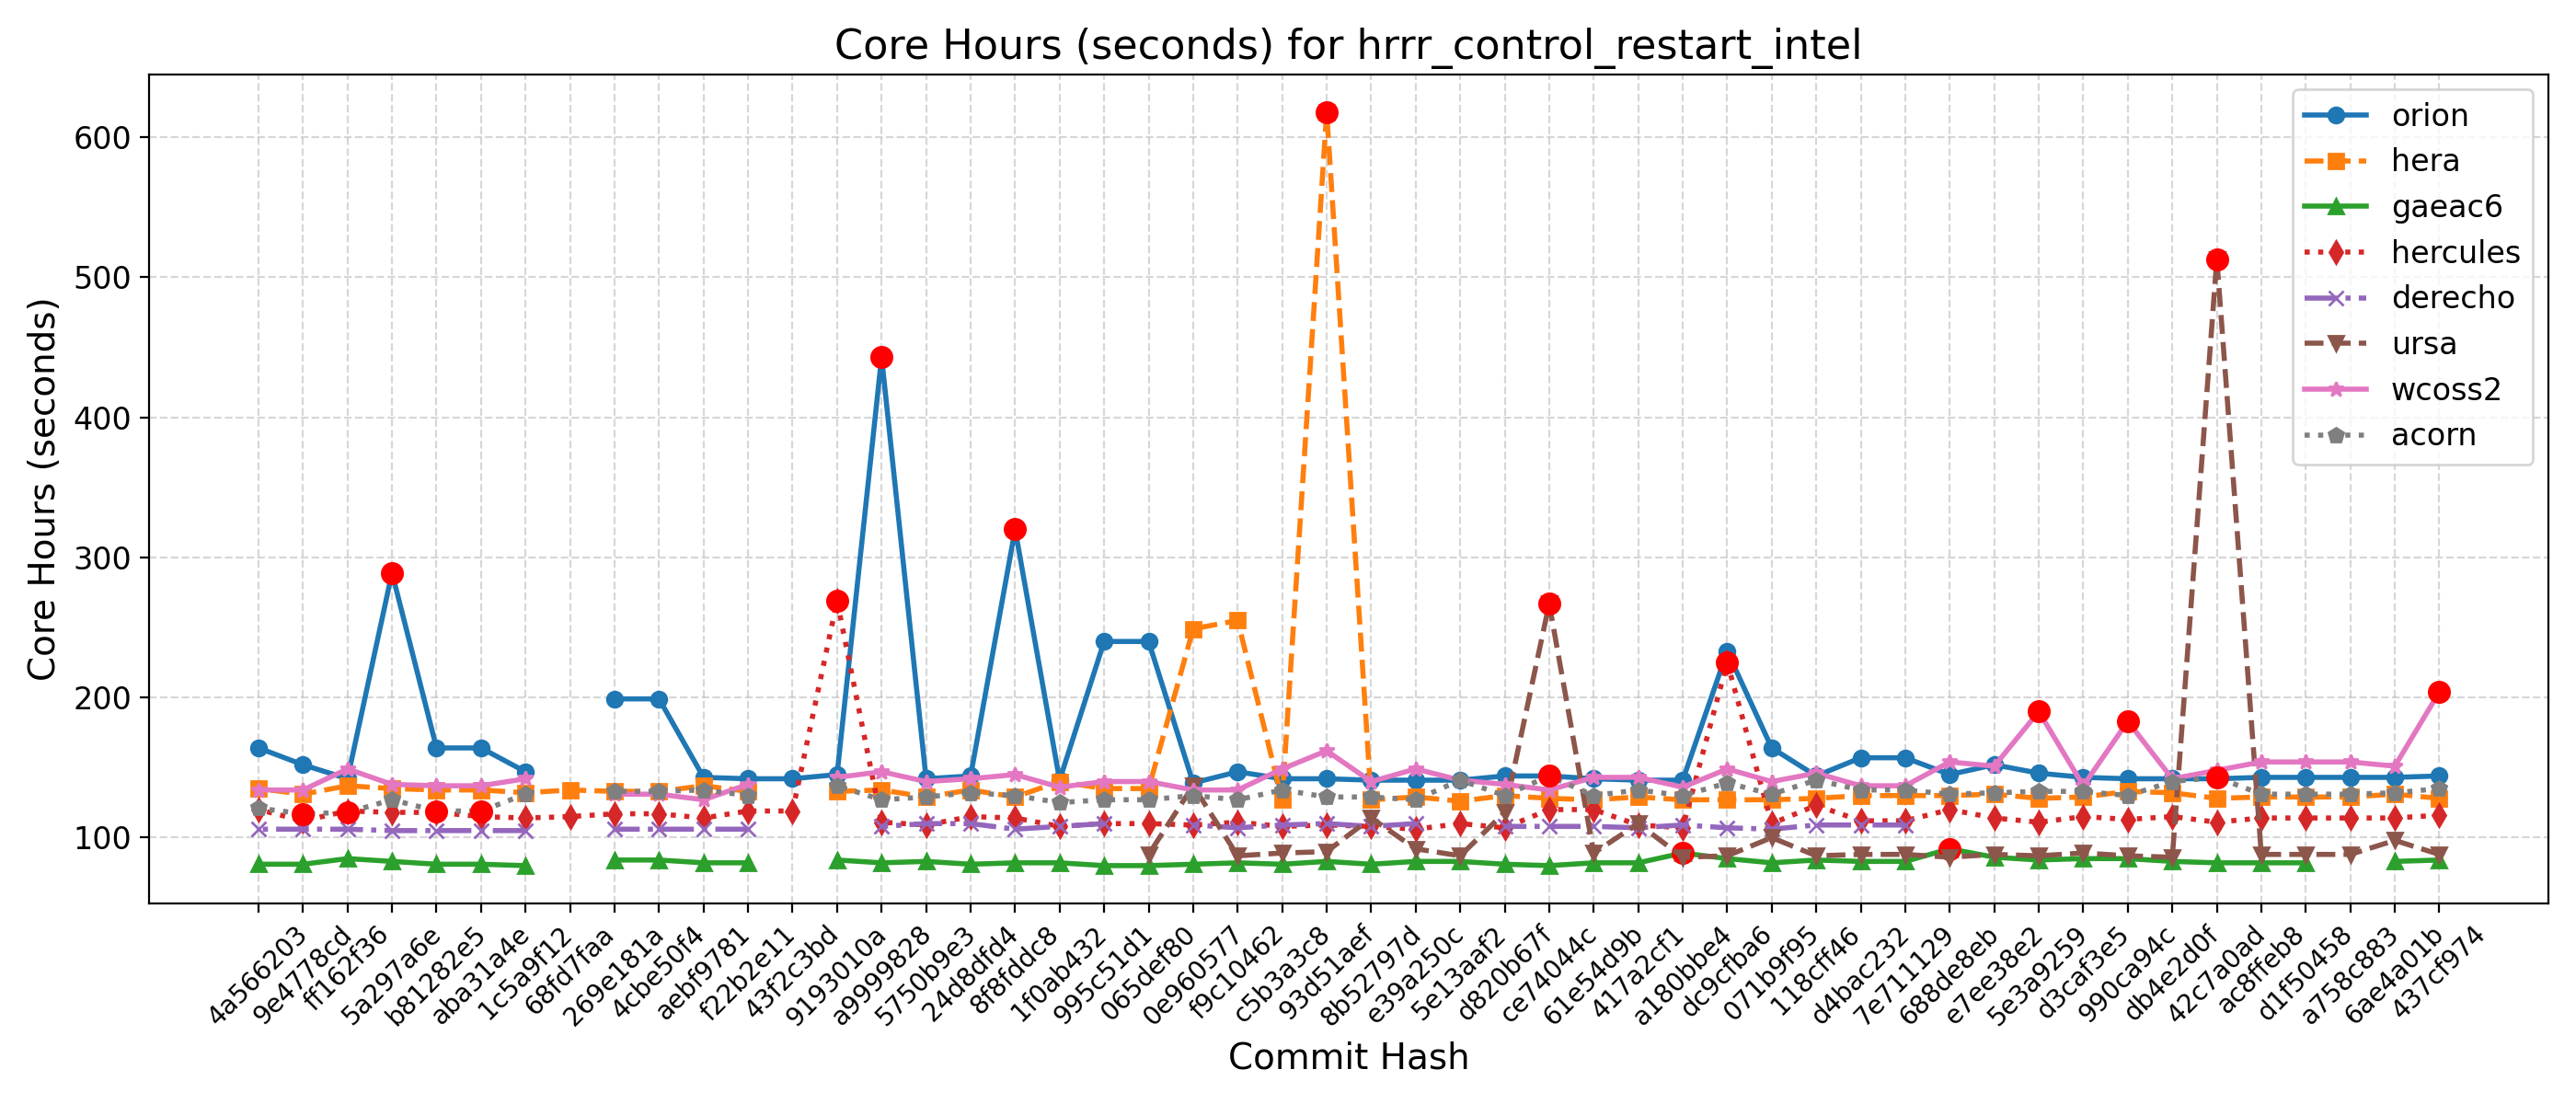 Core Hours (seconds) for hrrr_control_restart_intel
Core Hours (seconds)
600
500
400
300
200
100
orion
hera
gaeac6
hercules
derecho
ursa
wcoss2
acorn
4a566203
9e4778cd
ff162f36
5a297a6e
b81282e5
aba31a4e
1c5a9f12
68fd7faa
269e181a
4cbe50f4
aebf9781
f22b2e11
43f2c3bd
9193010a
a9999828
5750b9e3
24d8dfd4
8f8fddc8
1f0ab432
995c51d1
065def80
0e960577
f9c10462
c5b3a3c8
93d51aef
8b52797d
e39a250c
5e13aaf2
d820b67f
ce74044c
61e54d9b
417a2cf1
a180bbe4
dc9cfba6
071b9f95
118cff46
d4bac232
7e711129
688de8eb
e7ee38e2
5e3a9259
d3caf3e5
990ca94c
db4e2d0f
42c7a0ad
ac8ffeb8
d1f50458
a758c883
6ae4a01b
437cf974
Commit Hash